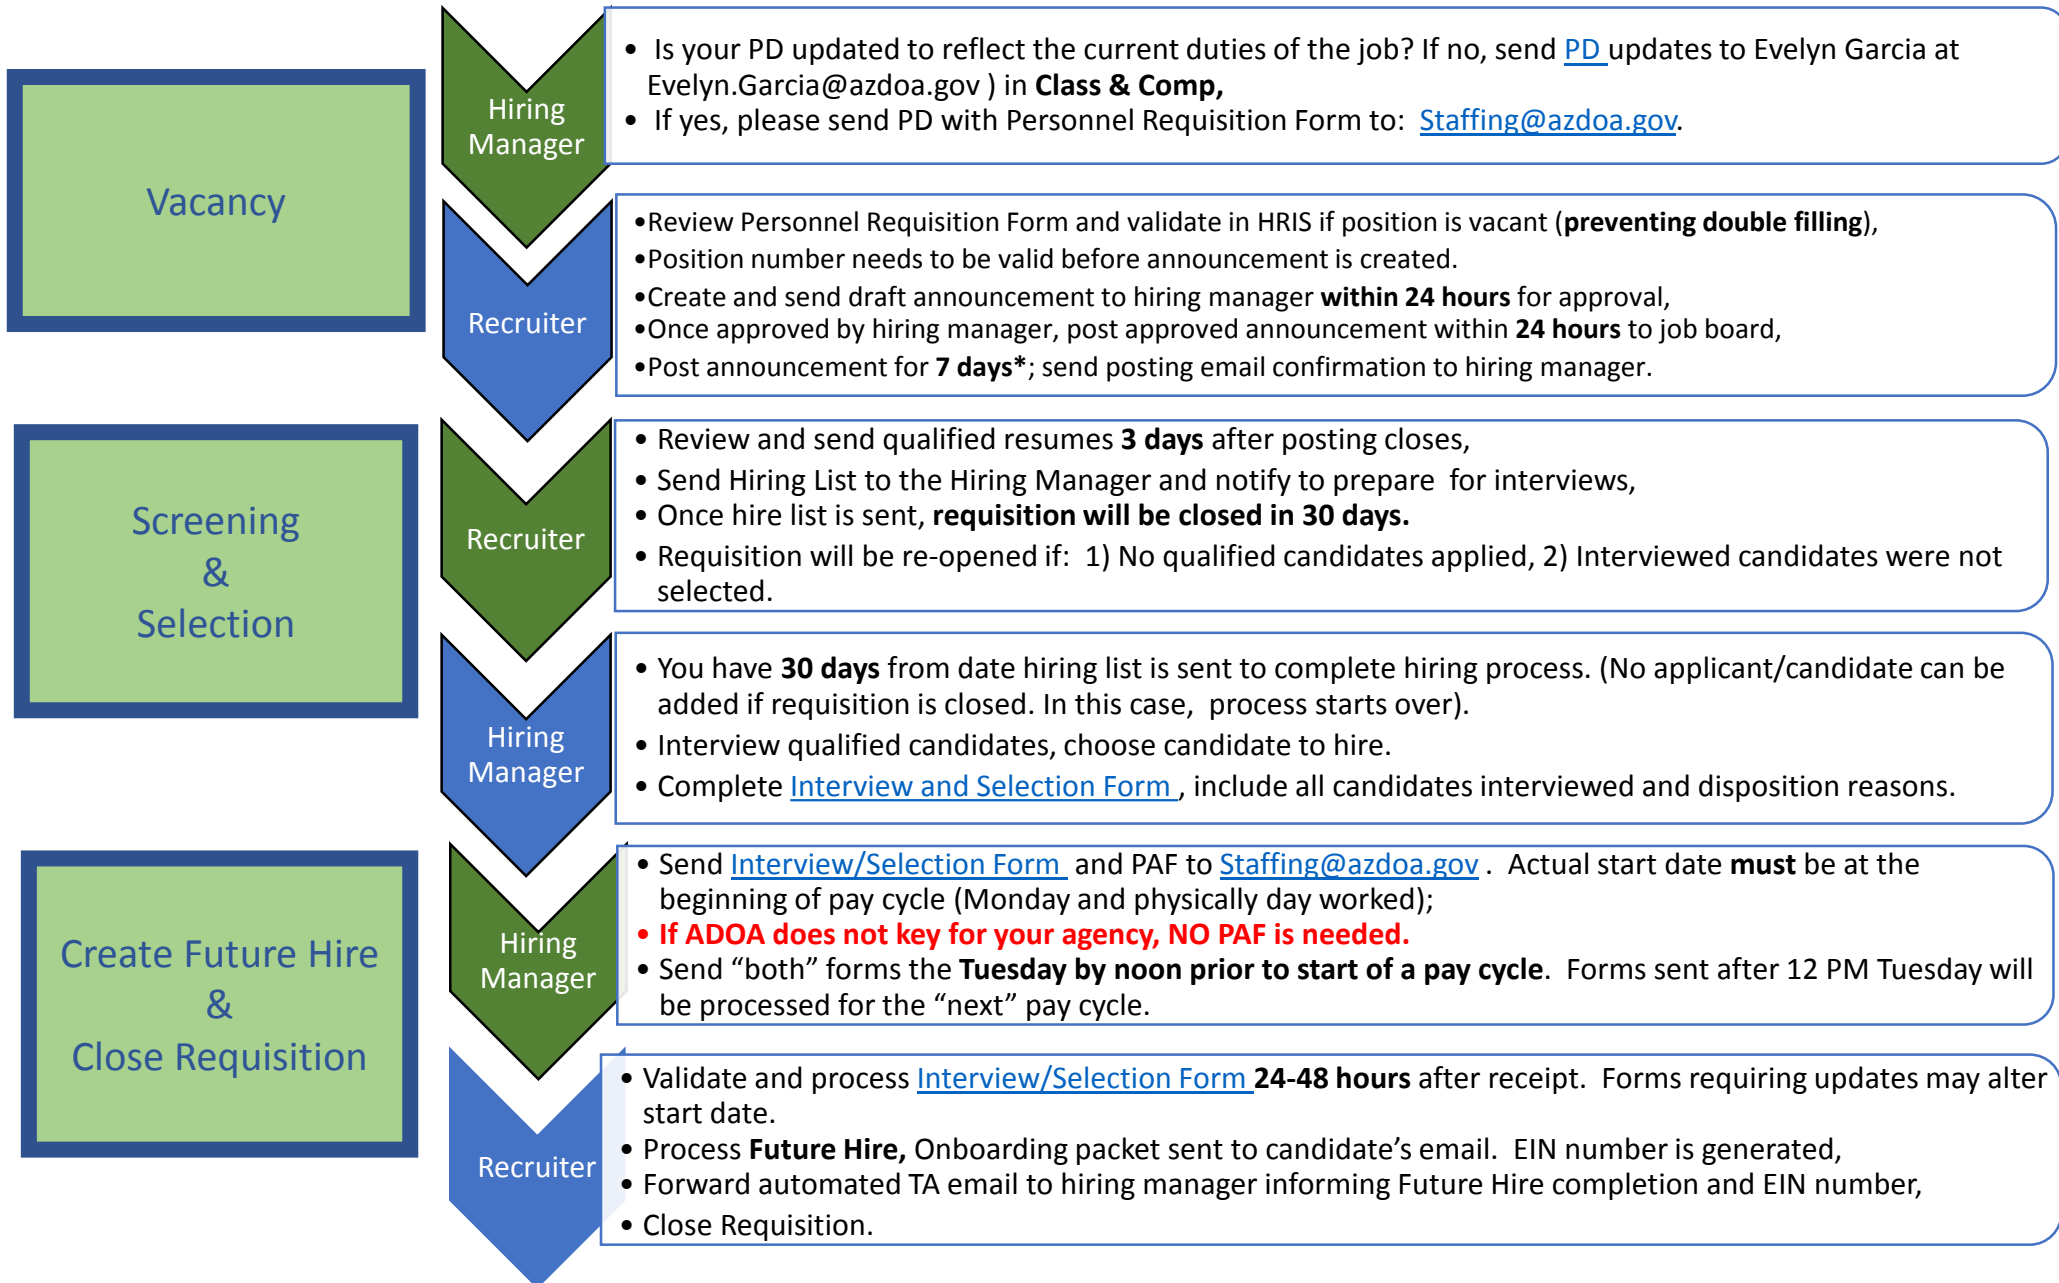 Vacancy
Hiring
Manager
• Is your PD updated to reflect the current duties of the job? If no, send PD updates to Evelyn Garcia at
Evelyn.Garcia@azdoa.gov ) in Class & Comp,
• If yes, please send PD with Personnel Requisition Form to: Staffing@azdoa.gov.
Recruiter
•Review Personnel Requisition Form and validate in HRIS if position is vacant (preventing double filling),
•Position number needs to be valid before announcement is created.
•Create and send draft announcement to hiring manager within 24 hours for approval,
•Once approved by hiring manager, post approved announcement within 24 hours to job board,
•Post announcement for 7 days*; send posting email confirmation to hiring manager.
Screening
&
Selection
Recruiter
• Review and send qualified resumes 3 days after posting closes,
• Send Hiring List to the Hiring Manager and notify to prepare for interviews,
• Once hire list is sent, requisition will be closed in 30 days.
• Requisition will be re-opened if: 1) No qualified candidates applied, 2) Interviewed candidates were not
selected.
Hiring
Manager
• You have 30 days from date hiring list is sent to complete hiring process. (No applicant/candidate can be
added if requisition is closed. In this case, process starts over).
• Interview qualified candidates, choose candidate to hire.
• Complete Interview and Selection Form , include all candidates interviewed and disposition reasons.
Create Future Hire
&
Close Requisition
Hiring
Manager
• Send Interview/Selection Form and PAF to Staffing@azdoa.gov . Actual start date must be at the
beginning of pay cycle (Monday and physically day worked);
• If ADOA does not key for your agency, NO PAF is needed.
• Send “both” forms the Tuesday by noon prior to start of a pay cycle. Forms sent after 12 PM Tuesday will
be processed for the “next” pay cycle.
Recruiter
• Validate and process Interview/Selection Form 24-48 hours after receipt. Forms requiring updates may alter
start date.
• Process Future Hire, Onboarding packet sent to candidate’s email. EIN number is generated,
• Forward automated TA email to hiring manager informing Future Hire completion and EIN number,
• Close Requisition.